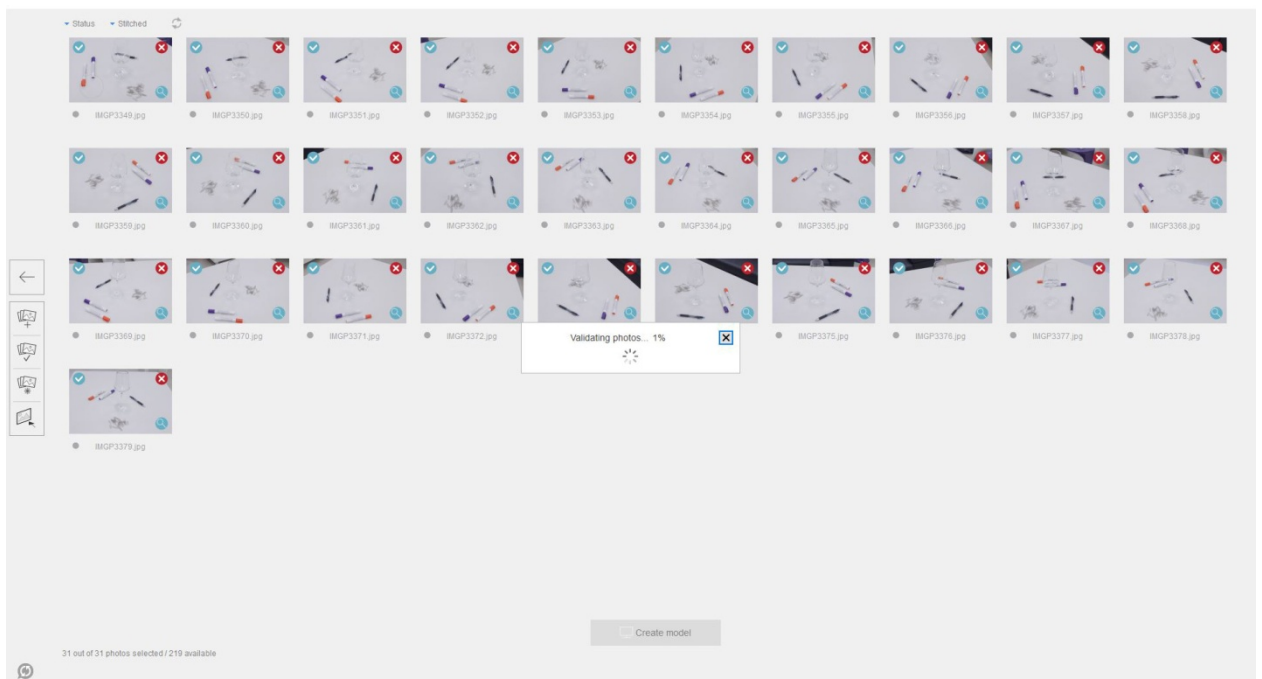 Status Stitched
IMGP3349.jpg IMGP3350.jpg IMGP3351.jpg IMGP3352.jpg IMGP3353.jpg IMGP3354.jpg IMGP3355.jpg IMGP3356.jpg IMGP3357.jpg IMGP3358.jpg
IMGP3359.jpg IMGP3360.jpg IMGP3361.jpg IMGP3362.jpg IMGP3363.jpg IMGP3364.jpg IMGP3365.jpg IMGP3366.jpg IMGP3367.jpg IMGP3368.jpg
IMGP3369.jpg IMGP3370.jpg IMGP3371.jpg IMGP3372.jpg IMGP3375.jpg IMGP3376.jpg IMGP3377.jpg IMGP3378.jpg
Validating photos... 1%
IMGP3379.jpg
Create model
31 out of 31 photos selected / 219 available